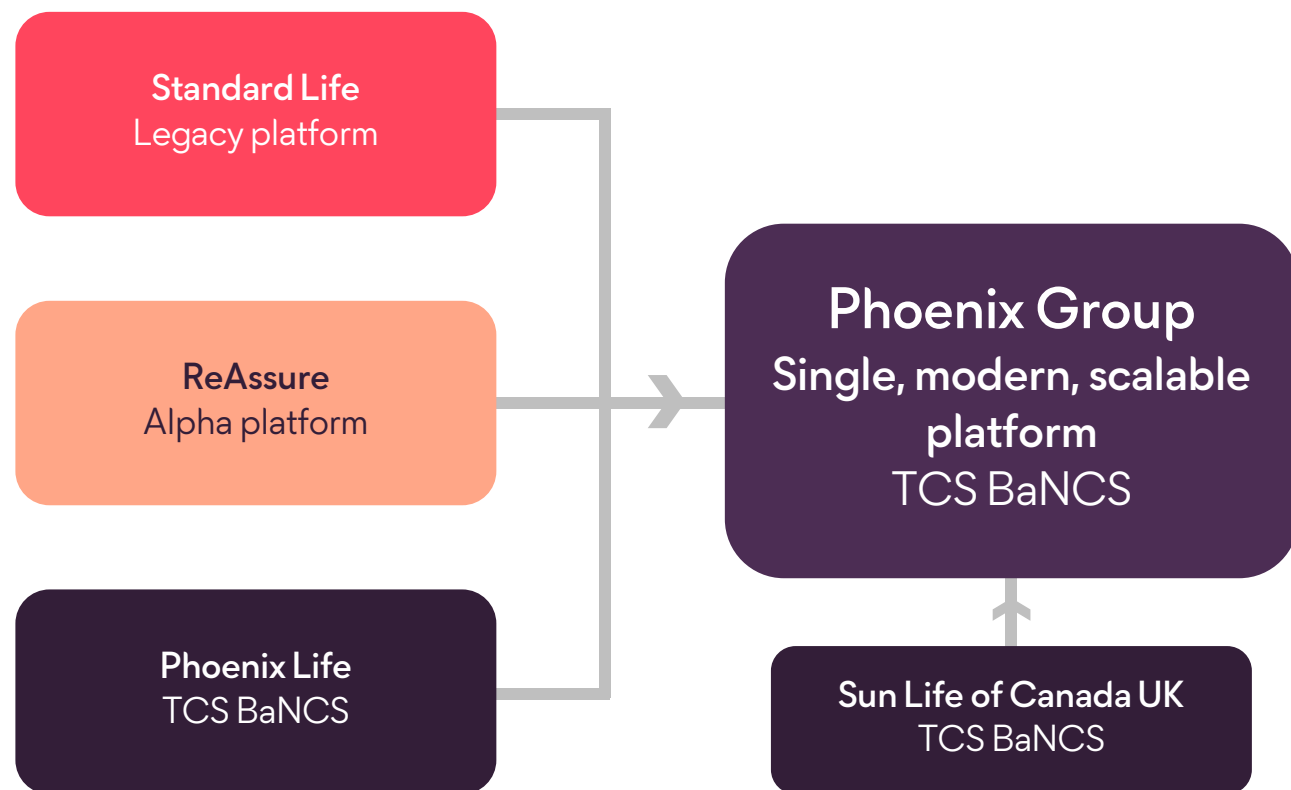 Standard Life
Legacy platform
ReAssure
Alpha platform
Phoenix Life
TCS BaNCS
Phoenix Group
Single, modern, scalable
platform
TCS BaNCS
Sun Life of Canada UK
TCS BaNCS